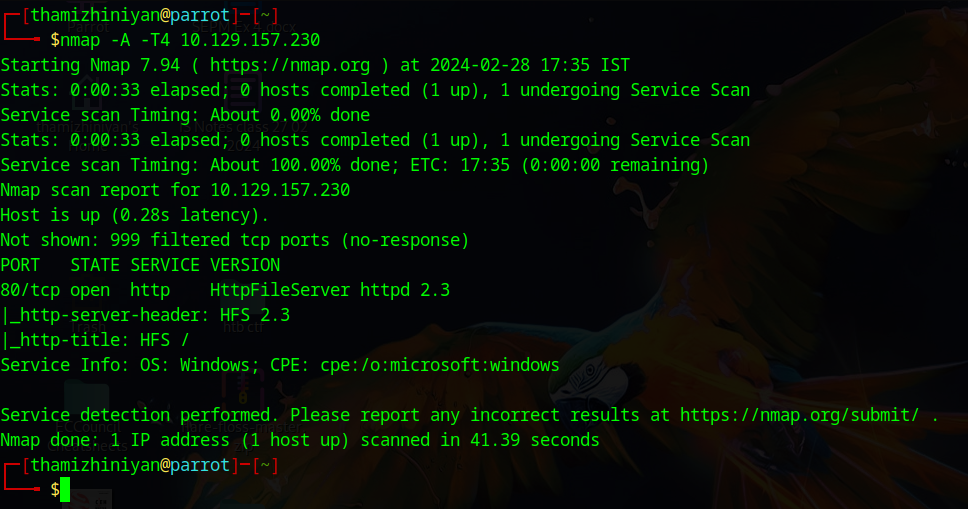 ┌─[thamizhiniyan@parrot]─[~]
└──╼ $nmap -A -T4 10.129.157.230
Starting Nmap 7.94 ( https://nmap.org ) at 2024-02-28 17:35 IST
Stats: 0:00:33 elapsed; 0 hosts completed (1 up), 1 undergoing Service Scan
Service scan Timing: About 0.00% done
Stats: 0:00:33 elapsed; 0 hosts completed (1 up), 1 undergoing Service Scan
Service scan Timing: About 100.00% done; ETC: 17:35 (0:00:00 remaining)
Nmap scan report for 10.129.157.230
Host is up (0.28s latency).
Not shown: 999 filtered tcp ports (no-response)
PORT   STATE SERVICE VERSION
80/tcp open  http    HttpFileServer httpd 2.3
|_http-server-header: HFS 2.3
|_http-title: HFS /
Service Info: OS: Windows; CPE: cpe:/o:microsoft:windows
Service detection performed. Please report any incorrect results at https://nmap.org/submit/ .
Nmap done: 1 IP address (1 host up) scanned in 41.39 seconds
┌─[thamizhiniyan@parrot]─[~]
└──╼ $